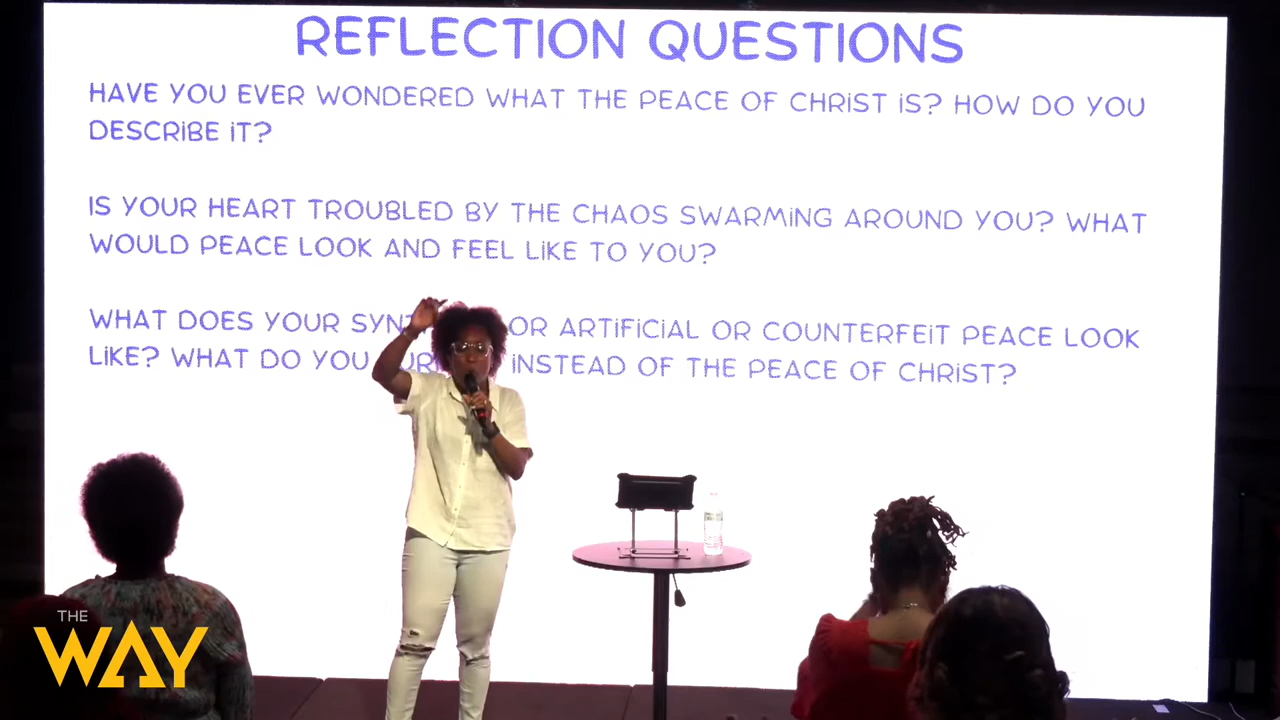 REFLECTION QUESTIONS
HAVE YOU EVER WONDERED WHAT THE PEACE OF CHRIST IS? HOW DO YOU
DESCRIBE IT?
IS YOUR HEART TROUBLED BY THE CHAOS SWARMING AROUND YOU? WHAT
WOULD PEACE LOOK AND FEEL LIKE TO YOU?
WHAT DOES YOUR OR ARTIFICIAL OR COUNTERFEIT PEACE LOOK
LIKE? WHAT DO YOU INSTEAD OF THE PEACE OF CHRIST?
THE
WAY